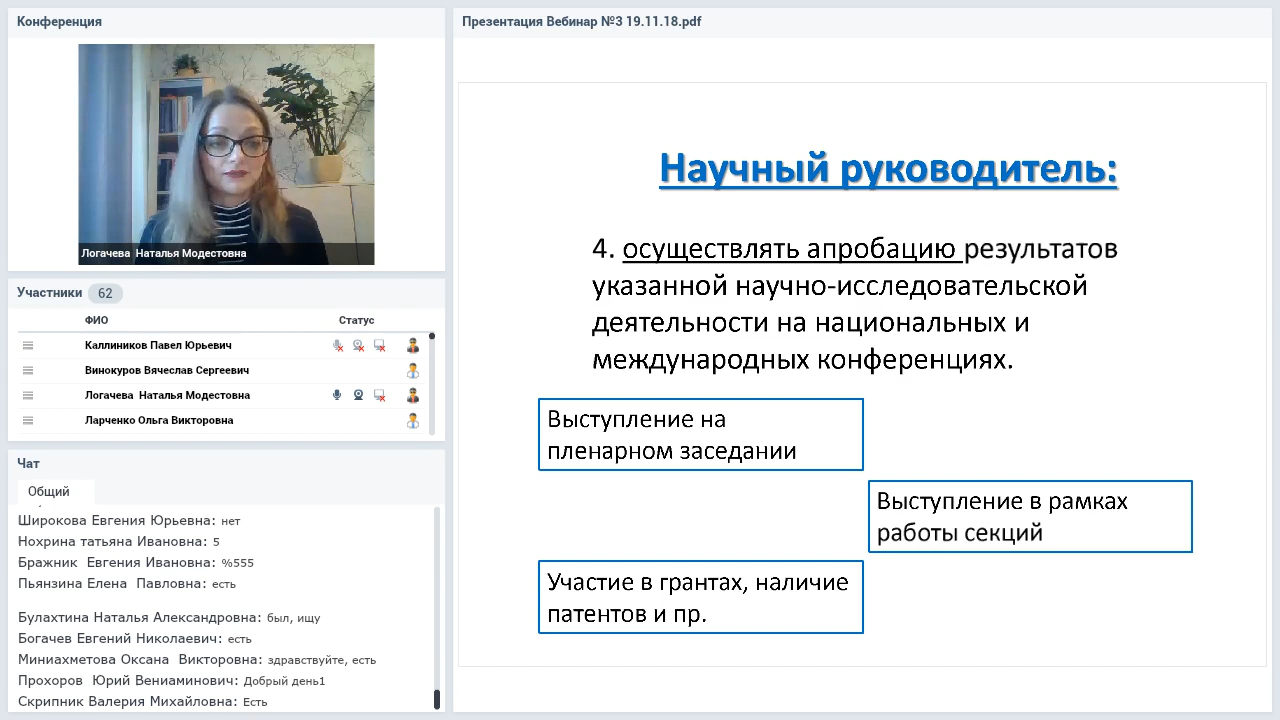 Конференция
Логачева  Наталья Модестовна
Участники 62
ФИО Статус
Каллиников Павел Юрьевич
Винокуров Вячеслав Сергеевич
Логачева  Наталья Модестовна
Ларченко Ольга Викторовна
Чат
Общий
Широкова Евгения Юрьевна: нет
Нохрина татьяна Ивановна: 5
Бражник  Евгения Ивановна: %555
Пьянзина Елена  Павловна: есть
Булахтина Наталья Александровна: был, ищу
Богачев Евгений Николаевич: есть
Миниахметова Оксана  Викторовна: здравствуйте, есть
Прохоров  Юрий Вениаминович: Добрый день1
Скрипник Валерия Михайловна: Есть
Презентация Вебинар №3 19.11.18.pdf
Научный руководитель:
4. осуществлять апробацию результатов
указанной научно-исследовательской
деятельности на национальных и
международных конференциях.
Выступление на
пленарном заседании
Выступление в рамках
работы секций
Участие в грантах, наличие
патентов и пр.